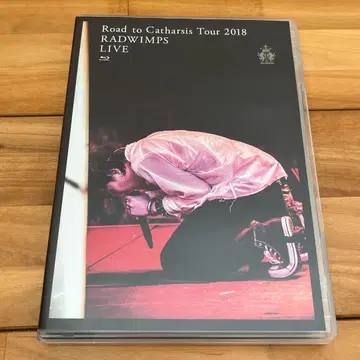 Road to Catharsis Tour 2018
RADWIMPS
LIVE